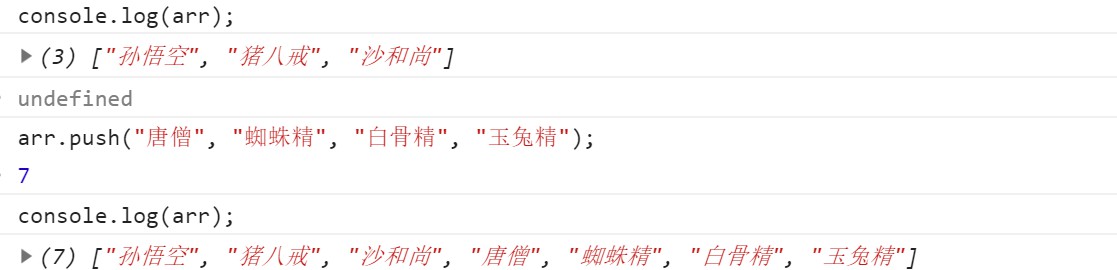 console.log(arr);
▶(3) ["孙悟空", "猪八戒", "沙和尚"]
undefined
arr.push("唐僧", "蜘蛛精", "白骨精", "玉兔精");
7
console.log(arr);
▶(7) ["孙悟空", "猪八戒", "沙和尚", "唐僧", "蜘蛛精", "白骨精", "玉兔精"]